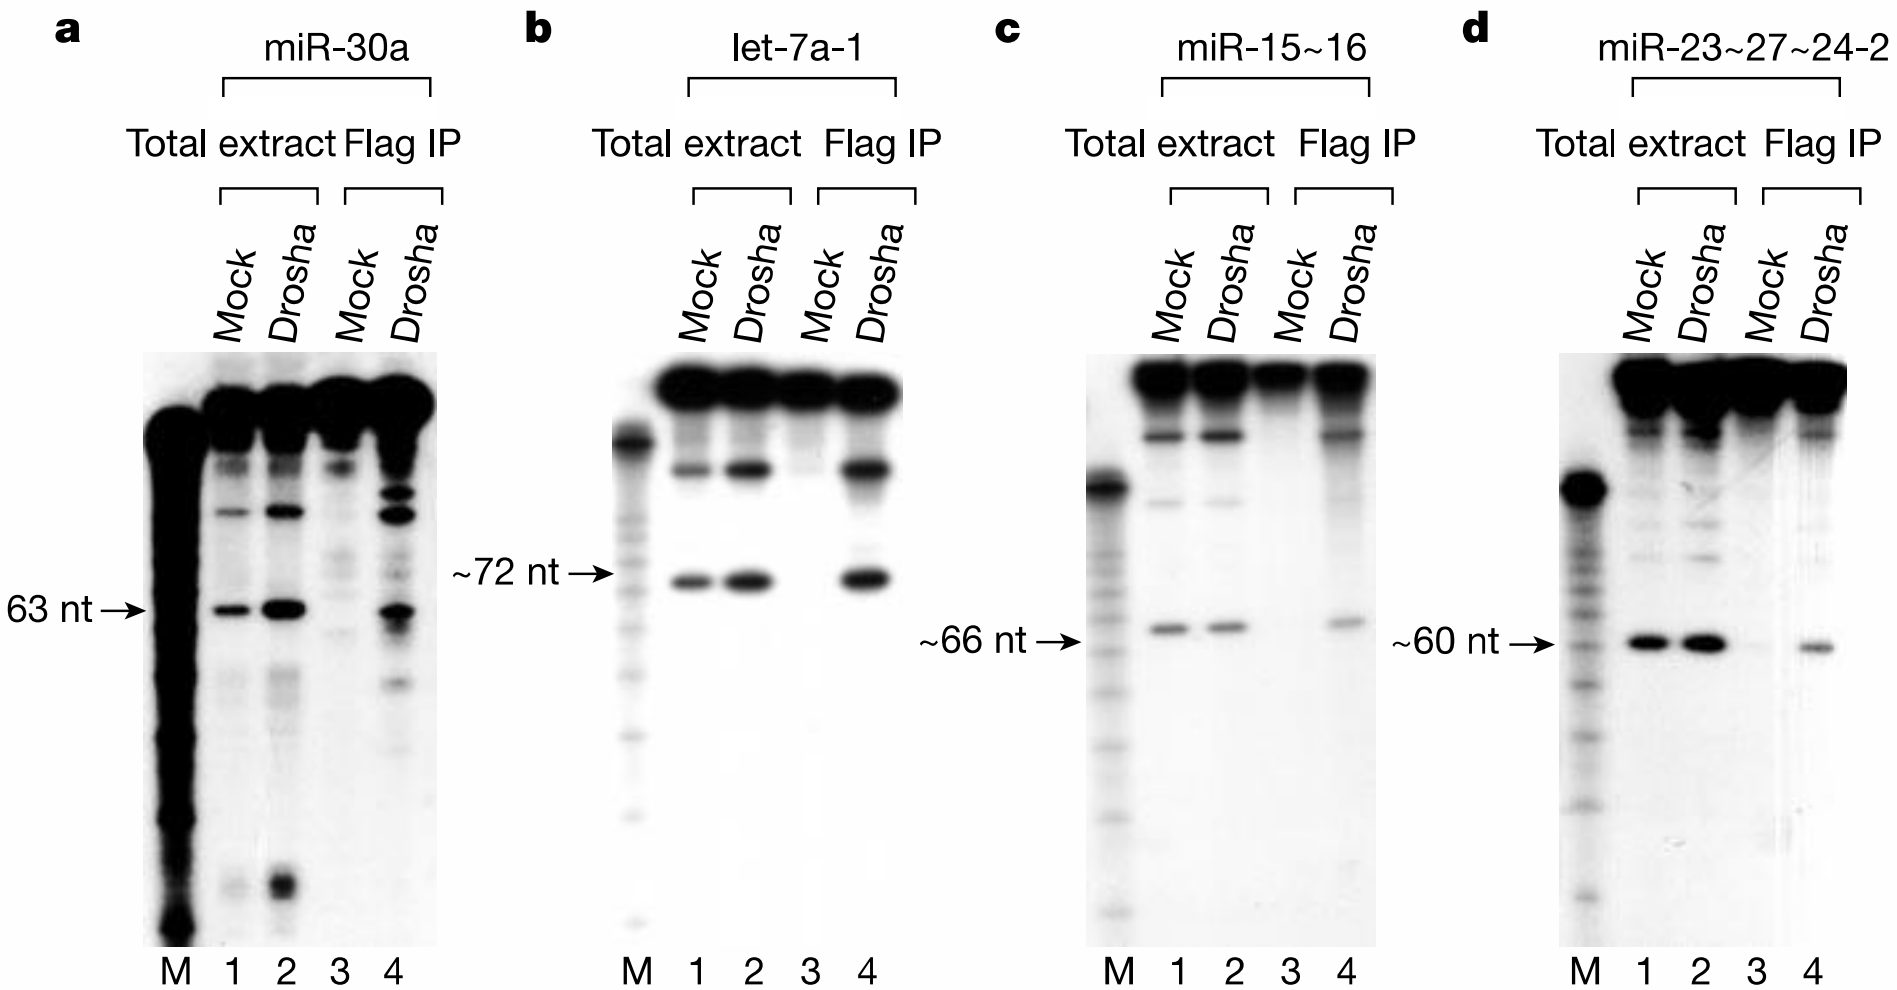 a
miR-30a
Total extract Flag IP
Mock Drosha Mock Drosha
63 nt
M 1 2 3 4
b
let-7a-1
Total extract Flag IP
Mock Drosha Mock Drosha
~72 nt
M 1 2 3 4
c
miR-15~16
Total extract Flag IP
Mock Drosha Mock Drosha
~66 nt
M 1 2 3 4
d
miR-23~27~24-2
Total extract Flag IP
Mock Drosha Mock Drosha
~60 nt
M 1 2 3 4